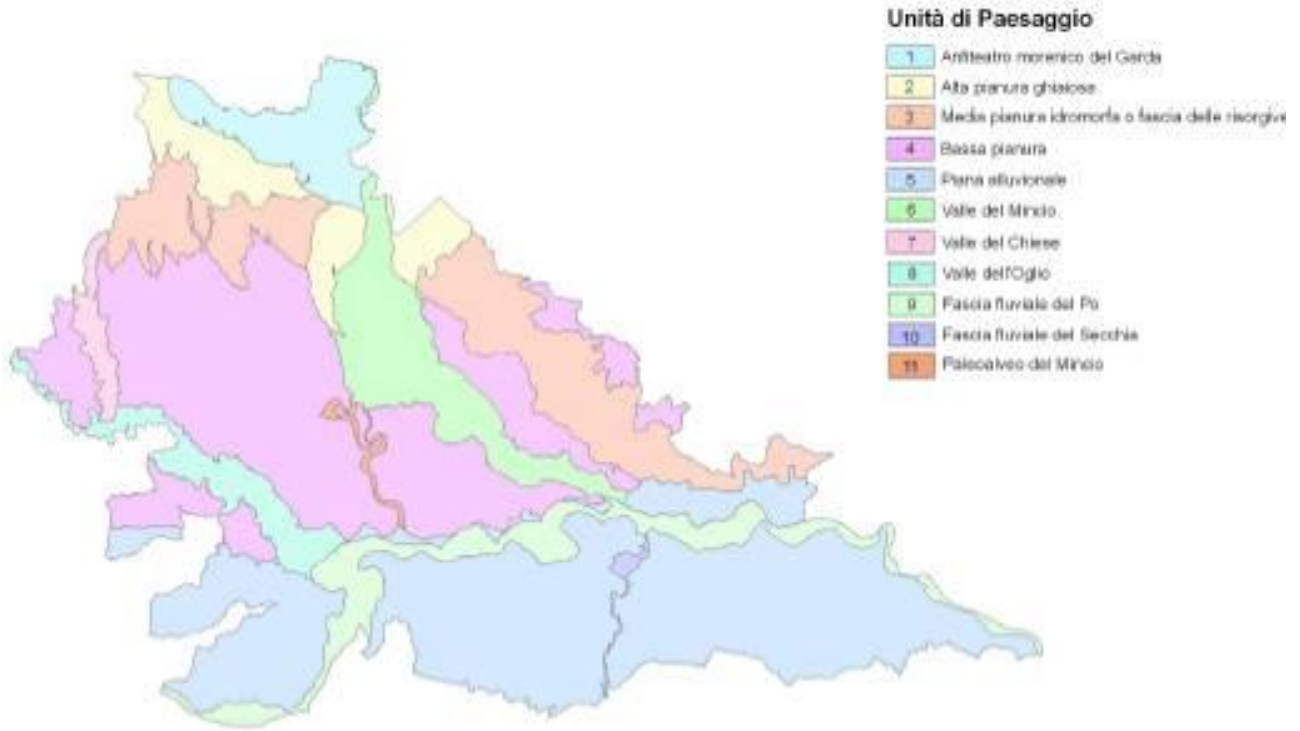 Unità di Paesaggio
1 Anfiteatro morenico del Garda
2 Alta pianura ghiaiosa
3 Media pianura idromorfa o fascia delle risorgive
4 Bassa pianura
5 Piana alluvionale
6 Valle del Mincio
7 Valle del Chiese
8 Valle dell'Oglio
9 Fascia fluviale del Po
10 Fascia fluviale del Secchia
11 Paleoalveo del Mincio